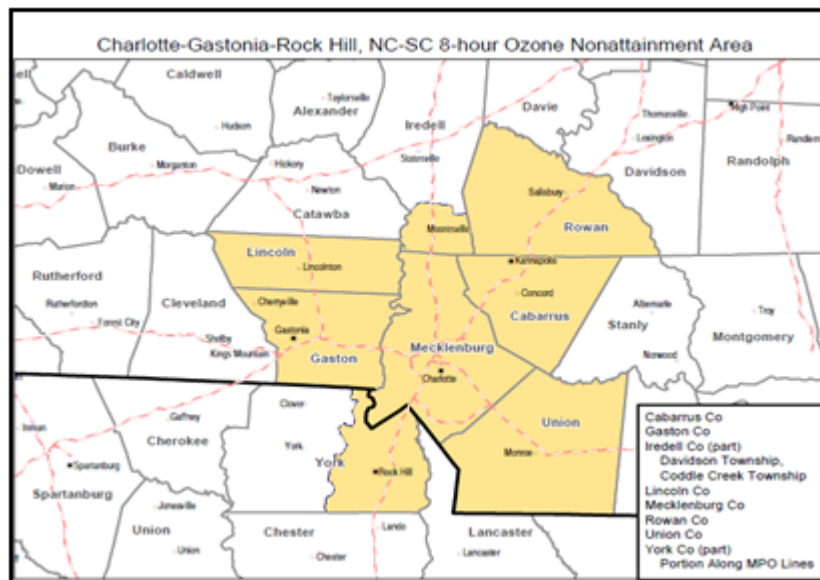 Charlotte-Gastonia-Rock Hill, NC-SC 8-hour Ozone Nonattainment Area
Caldwell
Taylorsville
Alexander
Davie
Thomasville
High Point
Hudson
Iredell
Lexington
Burke
Statesville
Hickory
Davidson
Randolph
Dowell
Morganton
Marion
Newton
Salisbury
Catawba
Mooresville
Rowan
Lincoln
Lincolnton
Kannapolis
Rutherford
Cleveland
Cherryville
Concord
Rutherfordton
Forest City
Cabarrus
Albemarle
Troy
Stanly
Shelby
Gastonia
Montgomery
Kings Mountain
Gaston
Mecklenburg
Norwood
Charlotte
Clover
Gaffney
Union
Inman
Cherokee
York
Monroe
York
Spartanburg
Rock Hill
Spartanburg
Jonesville
Union
Lando
Chester
Lancaster
Union
Chester
Lancaster
Cabarrus Co
Gaston Co
Iredell Co (part)
Davidson Township,
Coddle Creek Township
Lincoln Co
Mecklenburg Co
Rowan Co
Union Co
York Co (part)
Portion Along MPO Lines